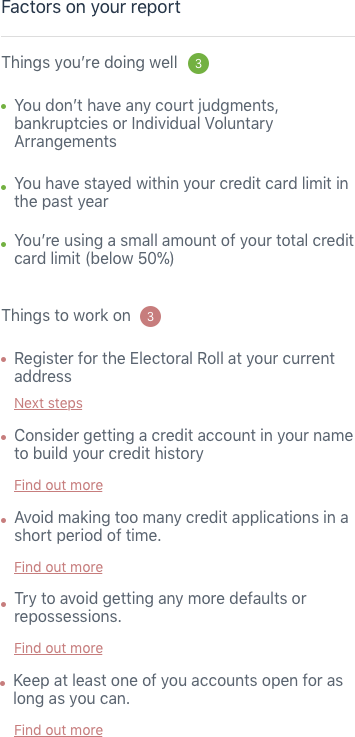 Factors on your report
Things you’re doing well 3
You don’t have any court judgments,
bankruptcies or Individual Voluntary
Arrangements
You have stayed within your credit card limit in
the past year
You’re using a small amount of your total credit
card limit (below 50%)
Things to work on 3
Register for the Electoral Roll at your current
address
Next steps
Consider getting a credit account in your name
to build your credit history
Find out more
Avoid making too many credit applications in a
short period of time.
Find out more
Try to avoid getting any more defaults or
repossessions.
Find out more
Keep at least one of you accounts open for as
long as you can.
Find out more